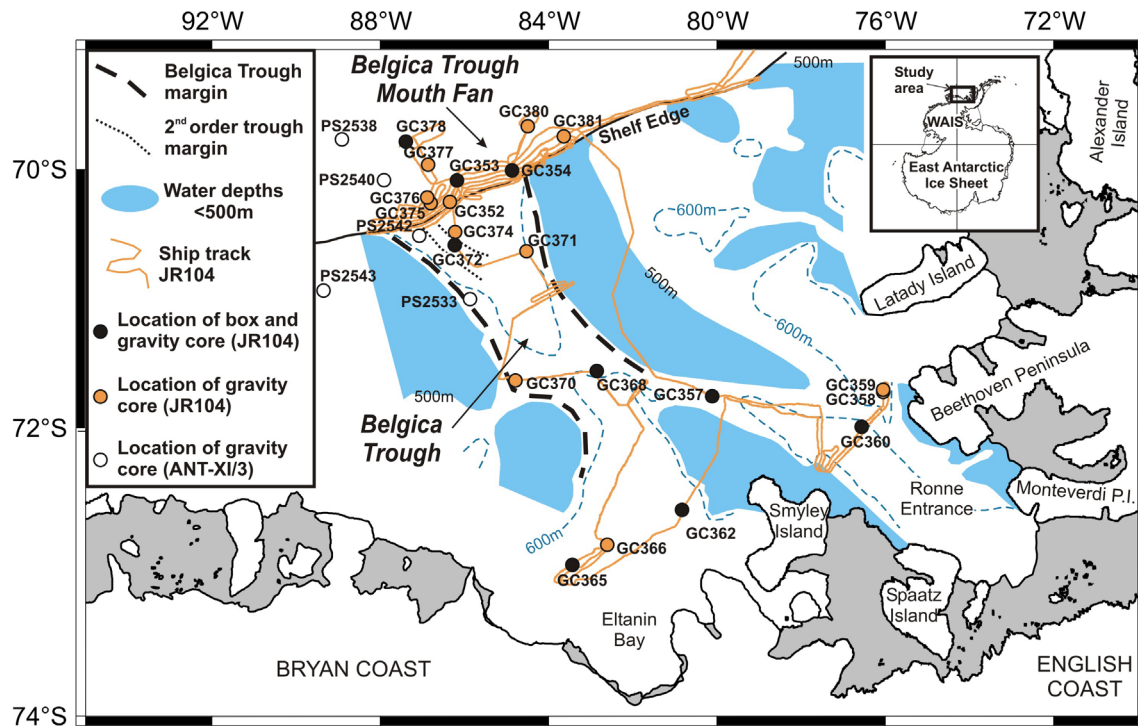 92°W
88°W
84°W
80°W
76°W
72°W
70°S
72°S
74°S
Belgica Trough
margin
2nd order trough
margin
Water depths
<500m
Ship track
JR104
Location of box and
gravity core (JR104)
Location of gravity
core (JR104)
Location of gravity
core (ANT-XI/3)
Belgica Trough
Mouth Fan
Study
area
WAIS
East Antarctic
Ice Sheet
500m
Shelf Edge
Alexander
Island
PS2538
GC378
GC377
GC380
GC381
GC353
GC354
PS2540
GC376
GC375
GC352
PS2542
GC374
GC372
GC371
PS2543
PS2533
600m
500m
600m
Latady Island
Beethoven Peninsula
GC370
GC368
GC357
GC359
GC358
GC360
500m
Belgica
Trough
Ronne
Entrance
Monteverdi P.I.
Smyley
Island
GC362
600m
GC366
GC365
Spaatz
Island
Eltanin
Bay
BRYAN COAST
ENGLISH
COAST